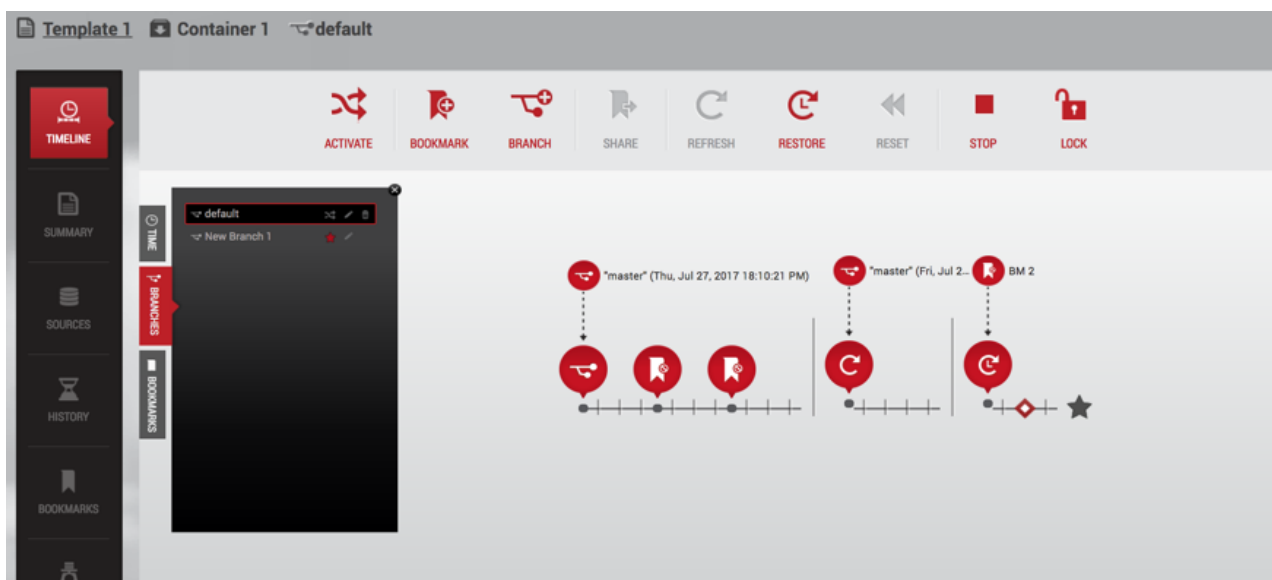 Template 1 Container 1 default
TIMELINE
SUMMARY
SOURCES
HISTORY
BOOKMARKS
ACTIVATE BOOKMARK BRANCH SHARE REFRESH RESTORE RESET STOP LOCK
TIME
BRANCHES
BOOKMARKS
default
New Branch 1
"master" (Thu, Jul 27, 2017 18:10:21 PM) "master" (Fri, Jul 2... BM 2